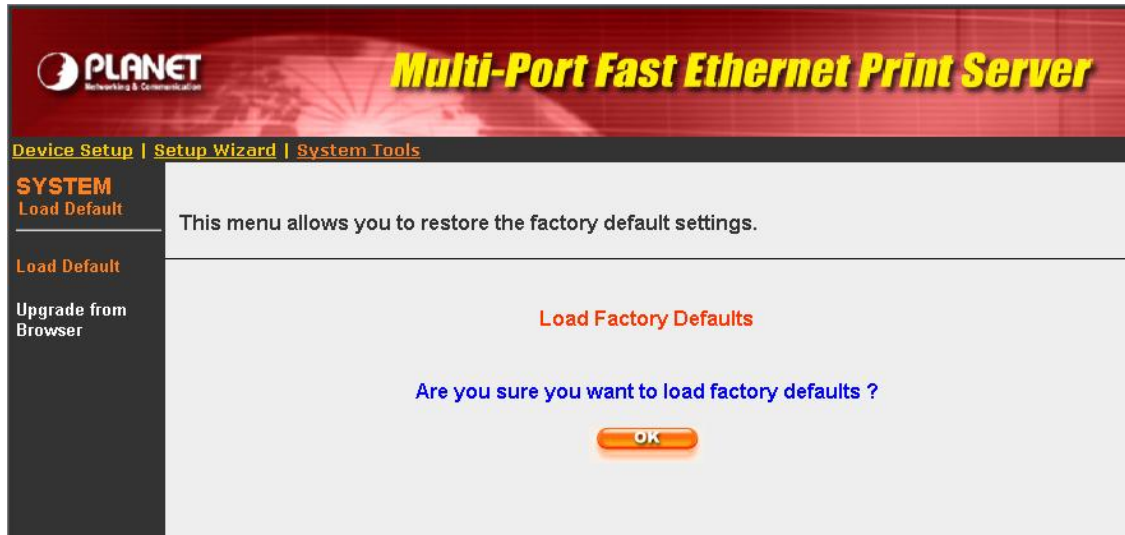 PLANET
Networking & Communication
Multi-Port Fast Ethernet Print Server
Device Setup | Setup Wizard | System Tools
SYSTEM
Load Default
Load Default
Upgrade from
Browser
This menu allows you to restore the factory default settings.
Load Factory Defaults
Are you sure you want to load factory defaults ?
OK